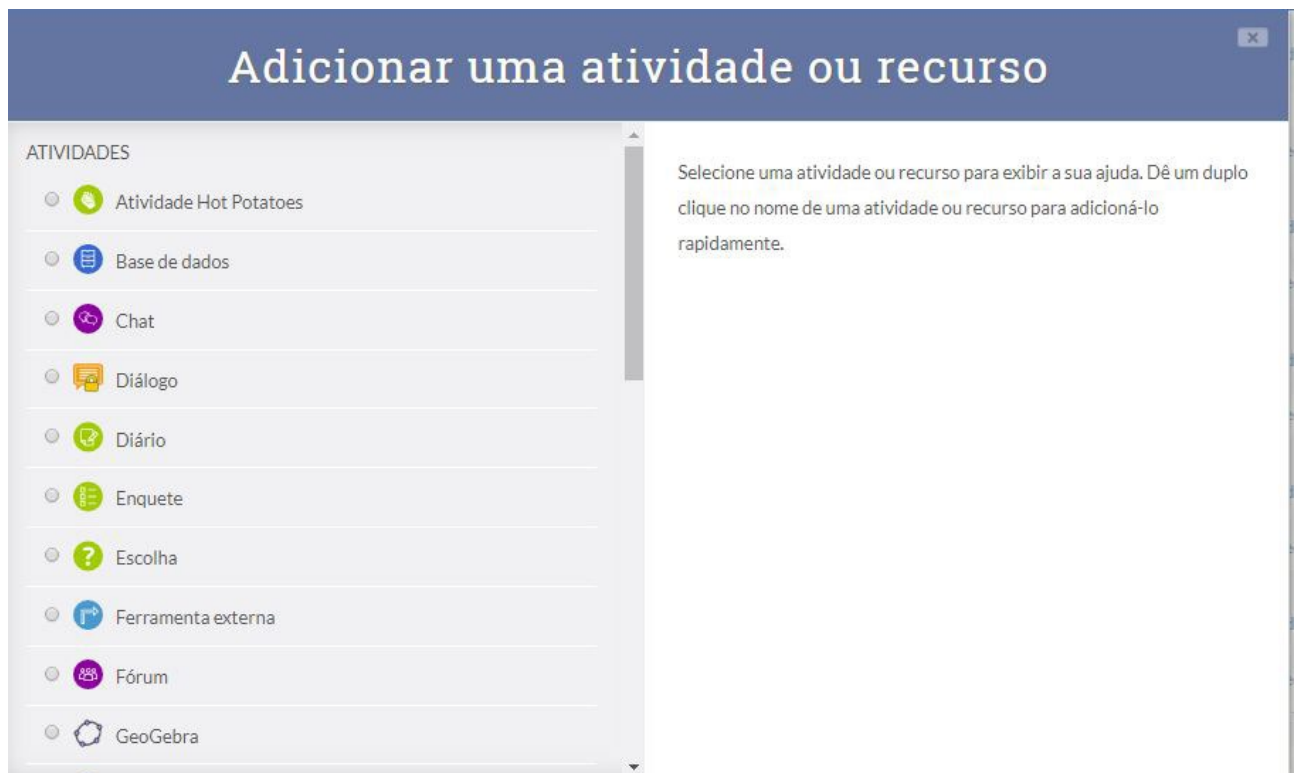 Adicionar uma atividade ou recurso
ATIVIDADES
Atividade Hot Potatoes
Base de dados
Chat
Diálogo
Diário
Enquete
Escolha
Ferramenta externa
Fórum
GeoGebra
Selecione uma atividade ou recurso para exibir a sua ajuda. Dê um duplo
clique no nome de uma atividade ou recurso para adicioná-lo
rapidamente.